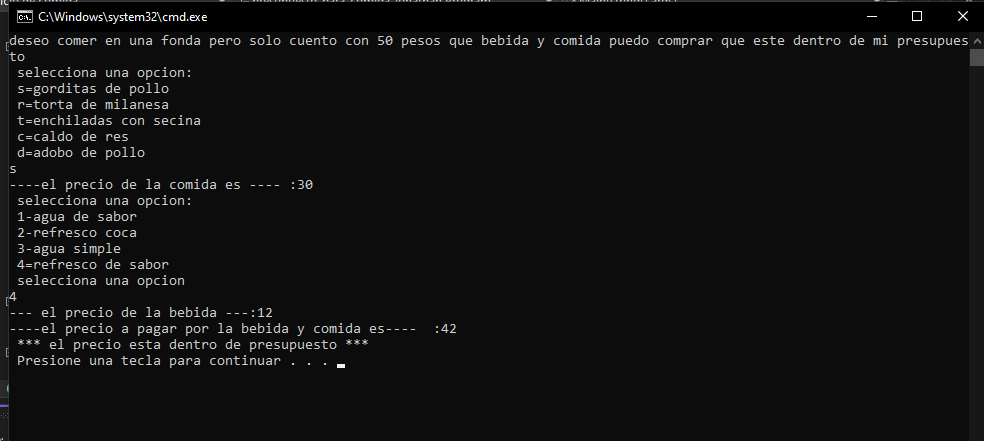 C:\Windows\system32\cmd.exe
deseo comer en una fonda pero solo cuento con 50 pesos que bebida y comida puedo comprar que este dentro de mi presupues
to
selecciona una opcion:
s=gorditas de pollo
r=torta de milanesa
t=enchiladas con secina
c=caldo de res
d=adobo de pollo
s
----el precio de la comida es ---- :30
selecciona una opcion:
1-agua de sabor
2-refresco coca
3-agua simple
4=refresco de sabor
selecciona una opcion
4
--- el precio de la bebida ---:12
----el precio a pagar por la bebida y comida es----  :42
*** el precio esta dentro de presupuesto ***
Presione una tecla para continuar . . .